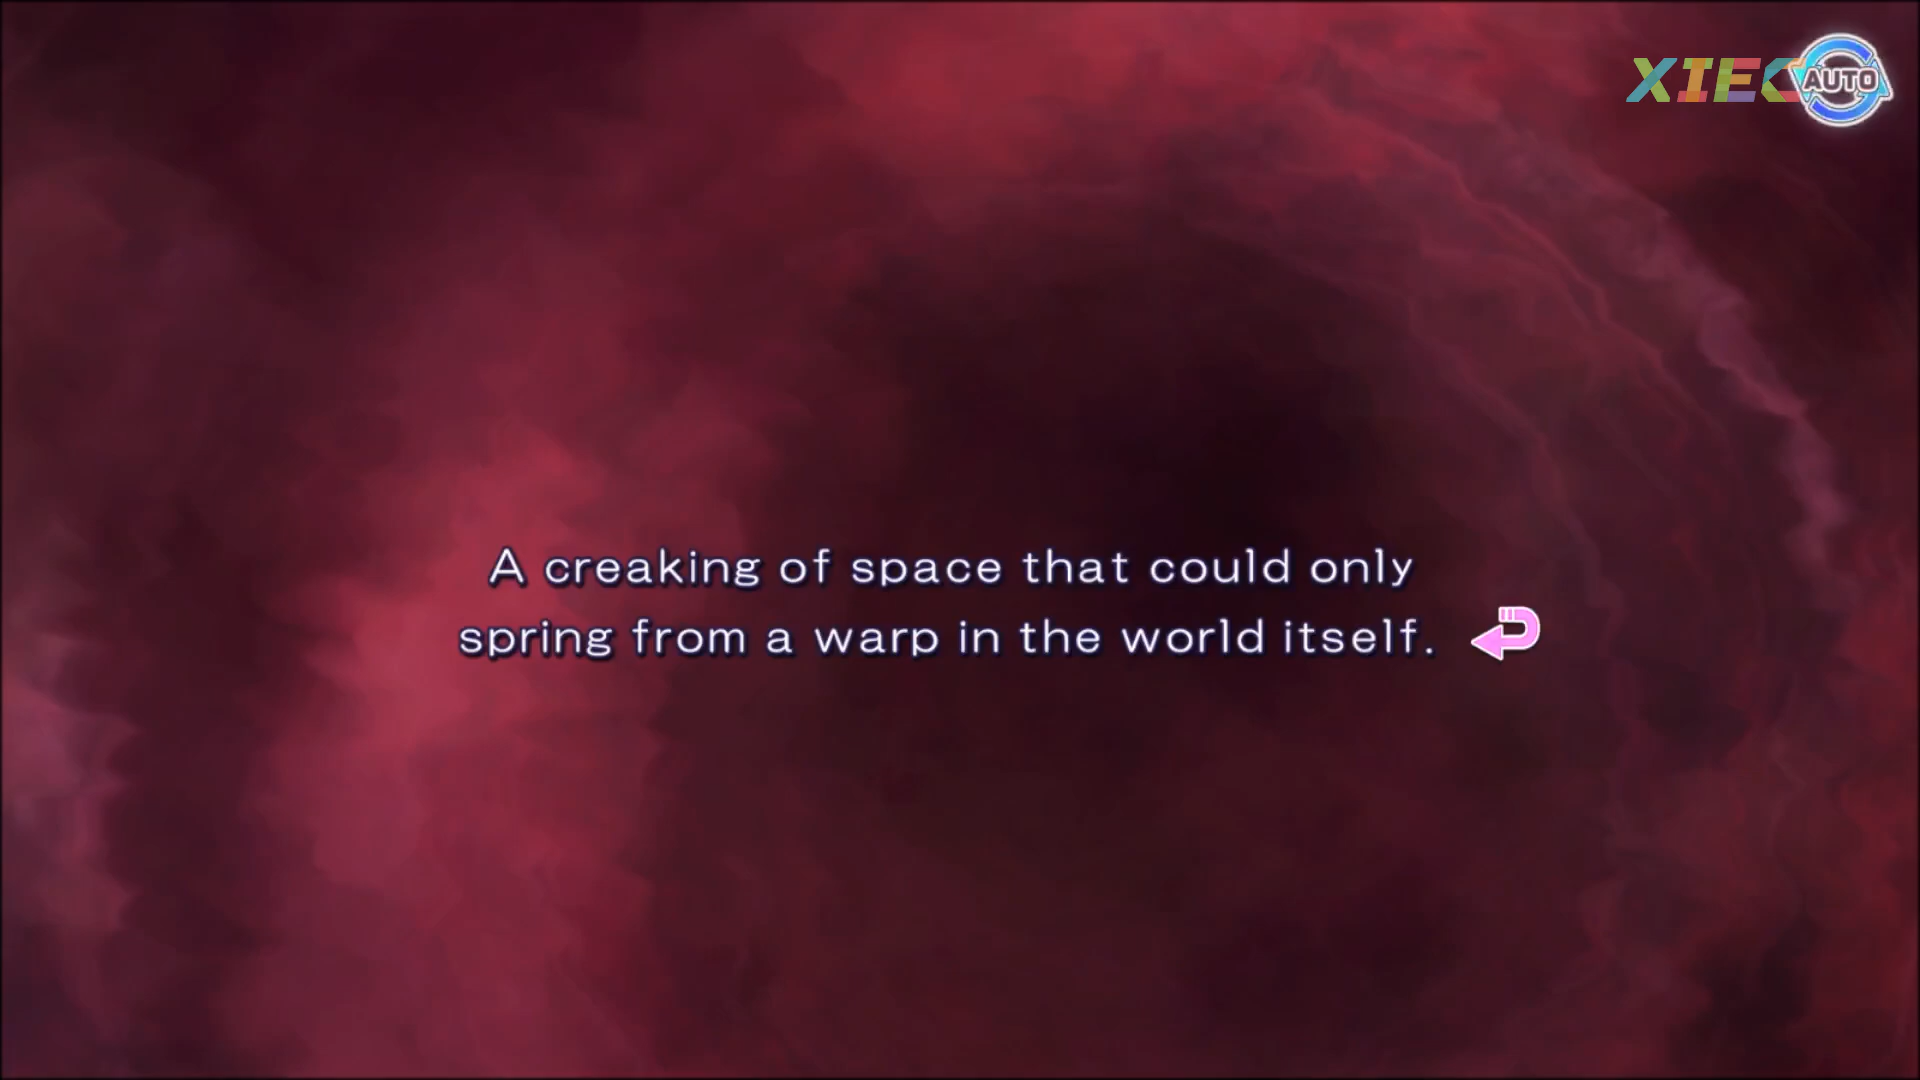 XIEC
AUTO
A creaking of space that could only
spring from a warp in the world itself.